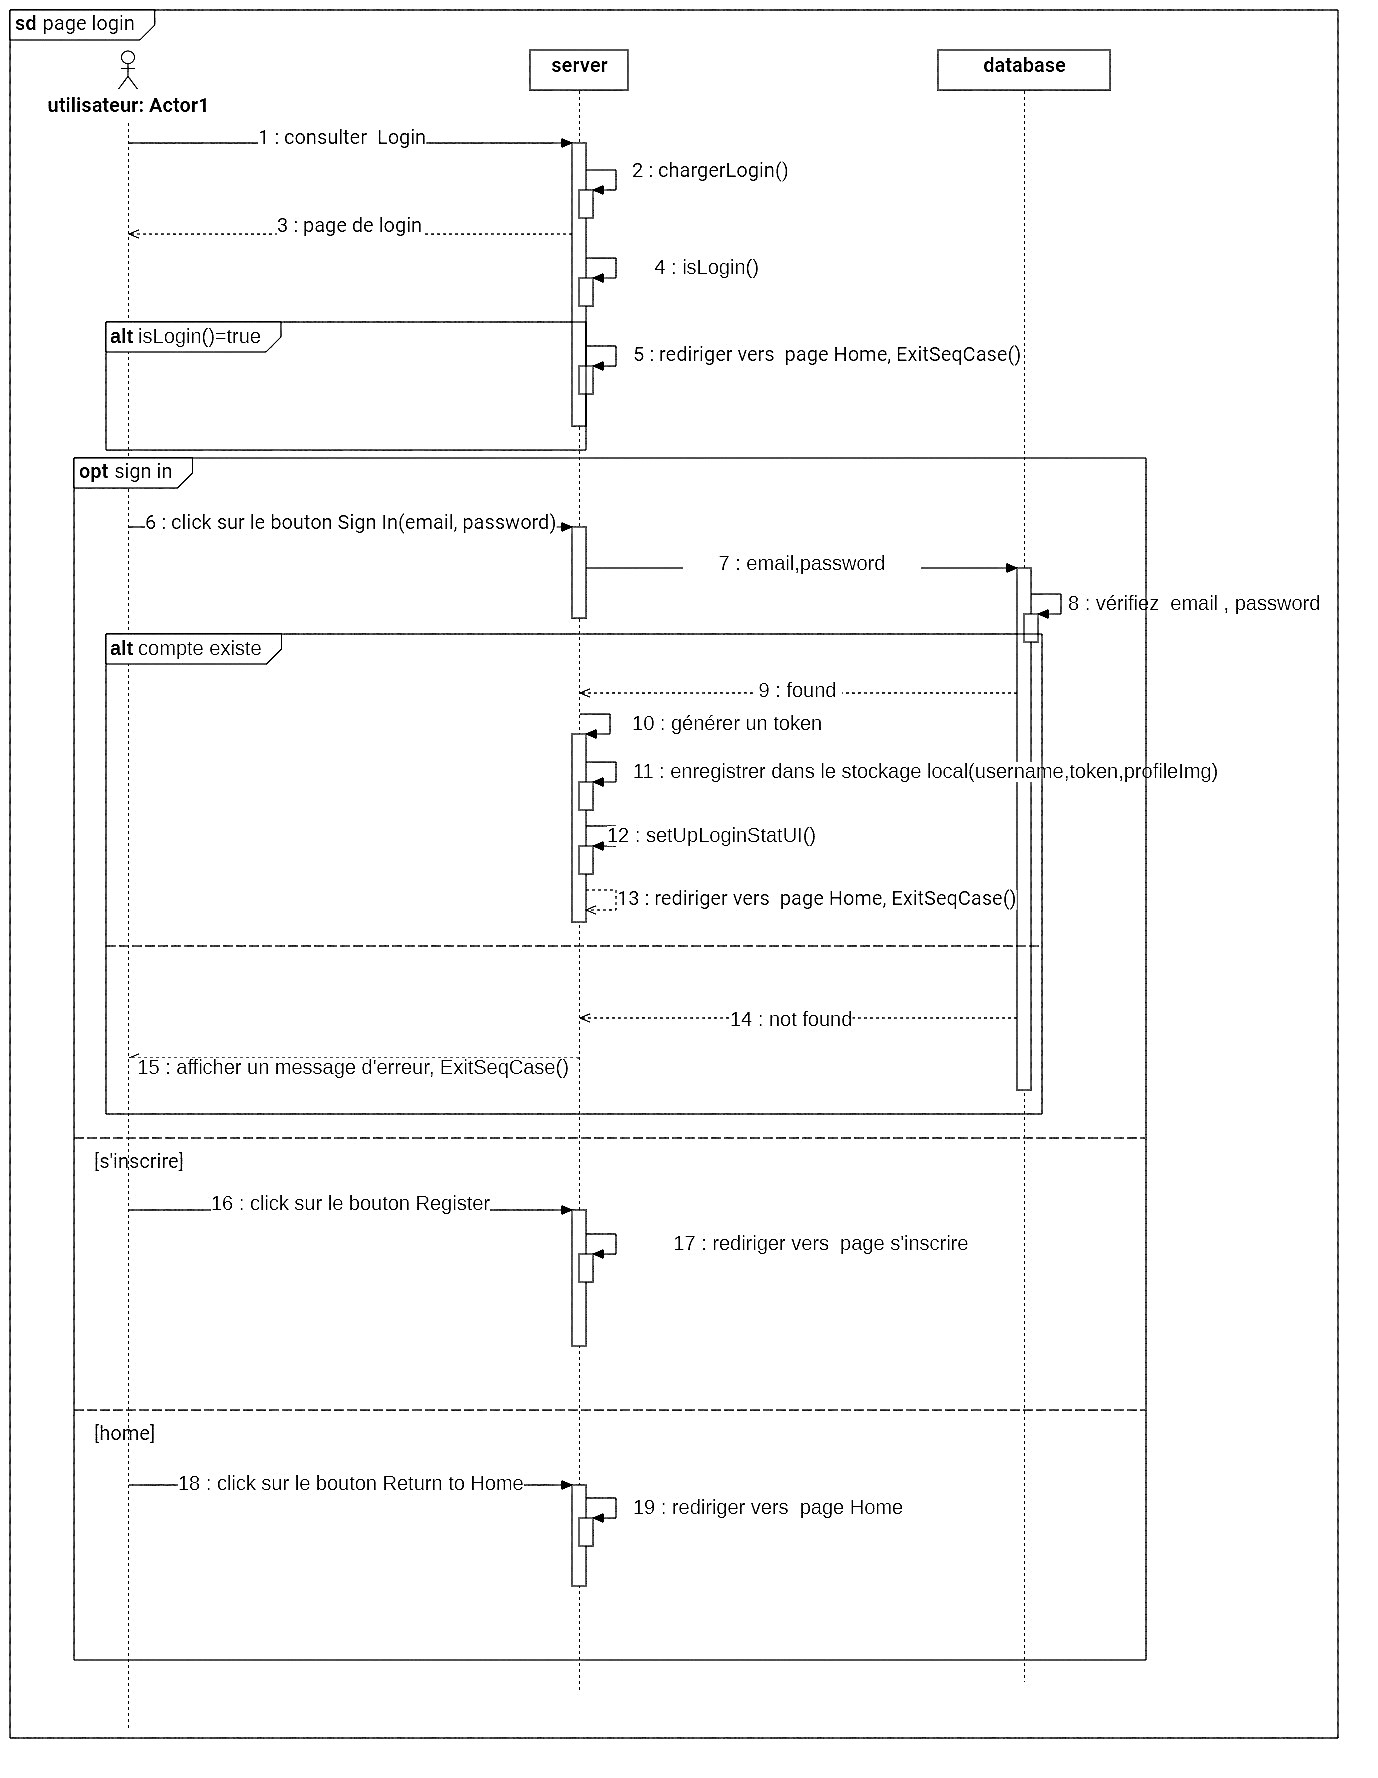 sd page login
server
database
utilisateur: Actor1
1 : consulter  Login
2 : chargerLogin()
3 : page de login
4 : isLogin()
alt isLogin()=true
5 : rediriger vers  page Home, ExitSeqCase()
opt sign in
6 : click sur le bouton Sign In(email, password)
7 : email,password
8 : vérifiez  email , password
alt compte existe
9 : found
10 : générer un token
11 : enregistrer dans le stockage local(username,token,profileImg)
12 : setUpLoginStatUI()
13 : rediriger vers  page Home, ExitSeqCase()
14 : not found
15 : afficher un message d'erreur, ExitSeqCase()
[s'inscrire]
16 : click sur le bouton Register
17 : rediriger vers  page s'inscrire
[home]
18 : click sur le bouton Return to Home
19 : rediriger vers  page Home